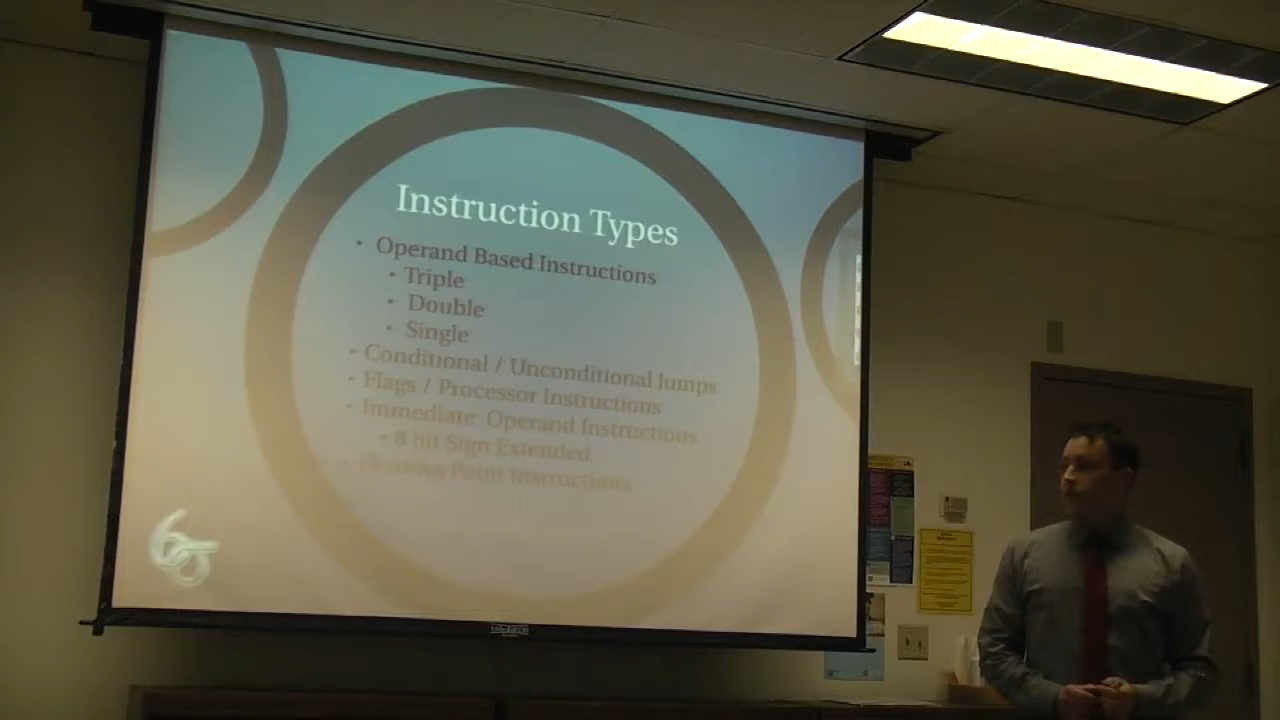 Instruction Types
• Operand Based Instructions
• Triple
• Double
• Single
• Conditional / Unconditional Jumps
• Flags / Processor Instructions
• Immediate Operand Instructions
• 8 bit Sign Extended
• Floating Point Instructions